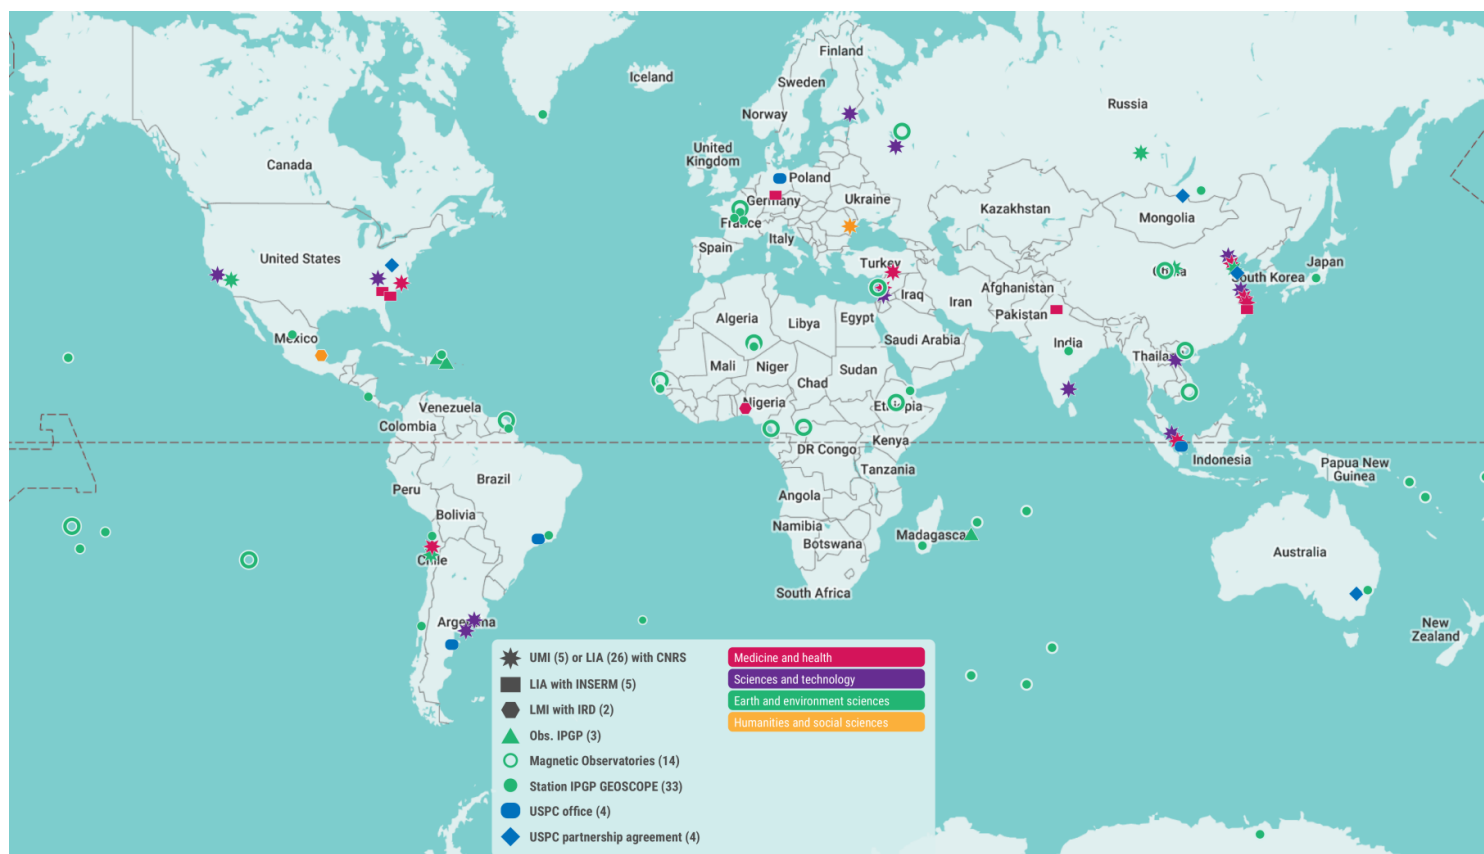 Finland
Sweden
Iceland
Russia
Norway
United
Kingdom
Canada
Poland
Germany
Ukraine
Kazakhstan
Mongolia
France
Italy
Spain
United States
Turkey
Japan
China
South Korea
Iraq
Iran
Afghanistan
Pakistan
Algeria
Libya
Egypt
Mexico
Saudi Arabia
India
Thailand
Mali
Niger
Sudan
Chad
Nigeria
Ethiopia
Venezuela
Colombia
DR Congo
Kenya
Tanzania
Indonesia
Papua New
Guinea
Peru
Brazil
Angola
Bolivia
Namibia
Botswana
Madagascar
Australia
Chile
South Africa
Argentina
New
Zealand
UMI (5) or LIA (26) with CNRS
LIA with INSERM (5)
LMI with IRD (2)
Obs. IPGP (3)
Magnetic Observatories (14)
Station IPGP GEOSCOPE (33)
USPC office (4)
USPC partnership agreement (4)
Medicine and health
Sciences and technology
Earth and environment sciences
Humanities and social sciences